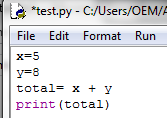 *test.py - C:/Users/OEM/A
File Edit Format Run
x=5
y=8
total= x + y
print(total)